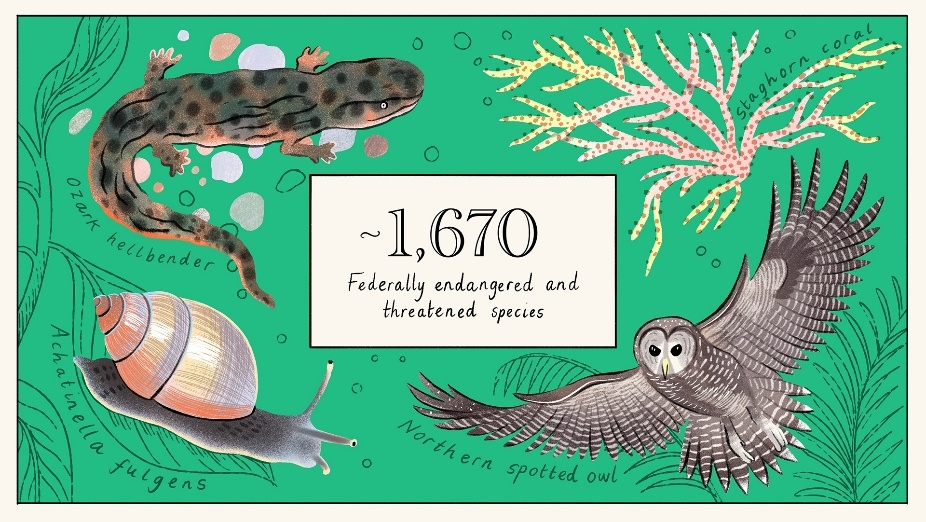 Staghorn coral
Ozark hellbender
~1,670
Federally endangered and
threatened species
Achatinella fulgens
Northern spotted owl